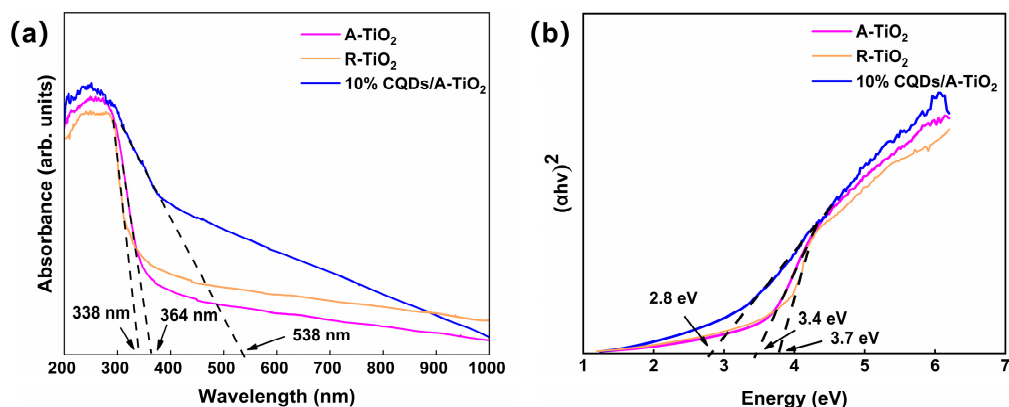 (a)
A-TiO₂
R-TiO₂
10% CQDs/A-TiO₂
Absorbance (arb. units)
338 nm
364 nm
538 nm
200 300 400 500 600 700 800 900 1000
Wavelength (nm)
(b)
A-TiO₂
R-TiO₂
10% CQDs/A-TiO₂
(αhv)²
2.8 eV
3.4 eV
3.7 eV
1 2 3 4 5 6 7
Energy (eV)